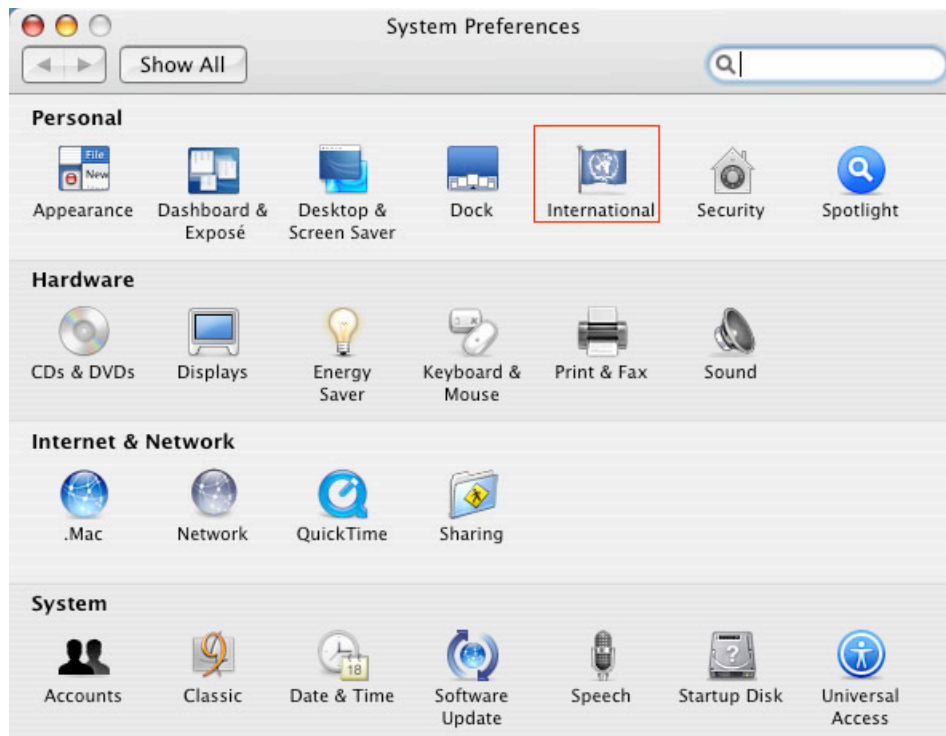 System Preferences
Show All
Personal
File
New
Appearance
Dashboard &
Exposé
Desktop &
Screen Saver
Dock
International
Security
Spotlight
Hardware
CDs & DVDs
Displays
Energy
Saver
Keyboard &
Mouse
Print & Fax
Sound
Internet & Network
.Mac
Network
QuickTime
Sharing
System
18
?
Accounts
Classic
Date & Time
Software
Update
Speech
Startup Disk
Universal
Access